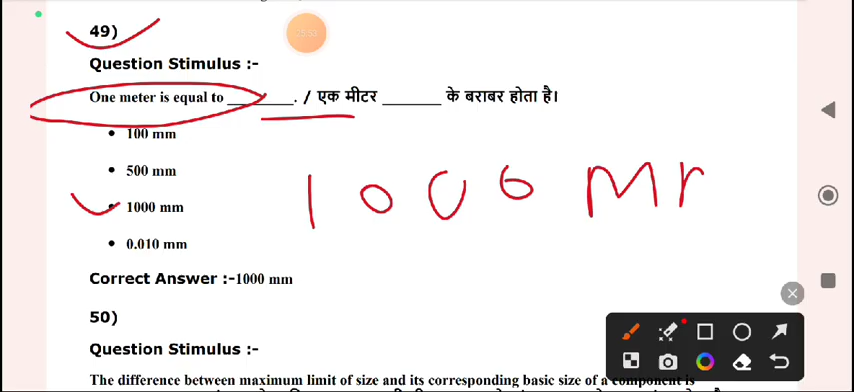 49)
Question Stimulus :-
One meter is equal to ________. / एक मीटर _______ के बराबर होता है।
• 100 mm
• 500 mm
• 1000 mm
• 0.010 mm
1000 Mr
Correct Answer :-1000 mm
50)
Question Stimulus :-
The difference between maximum limit of size and its corresponding basic size of a component is